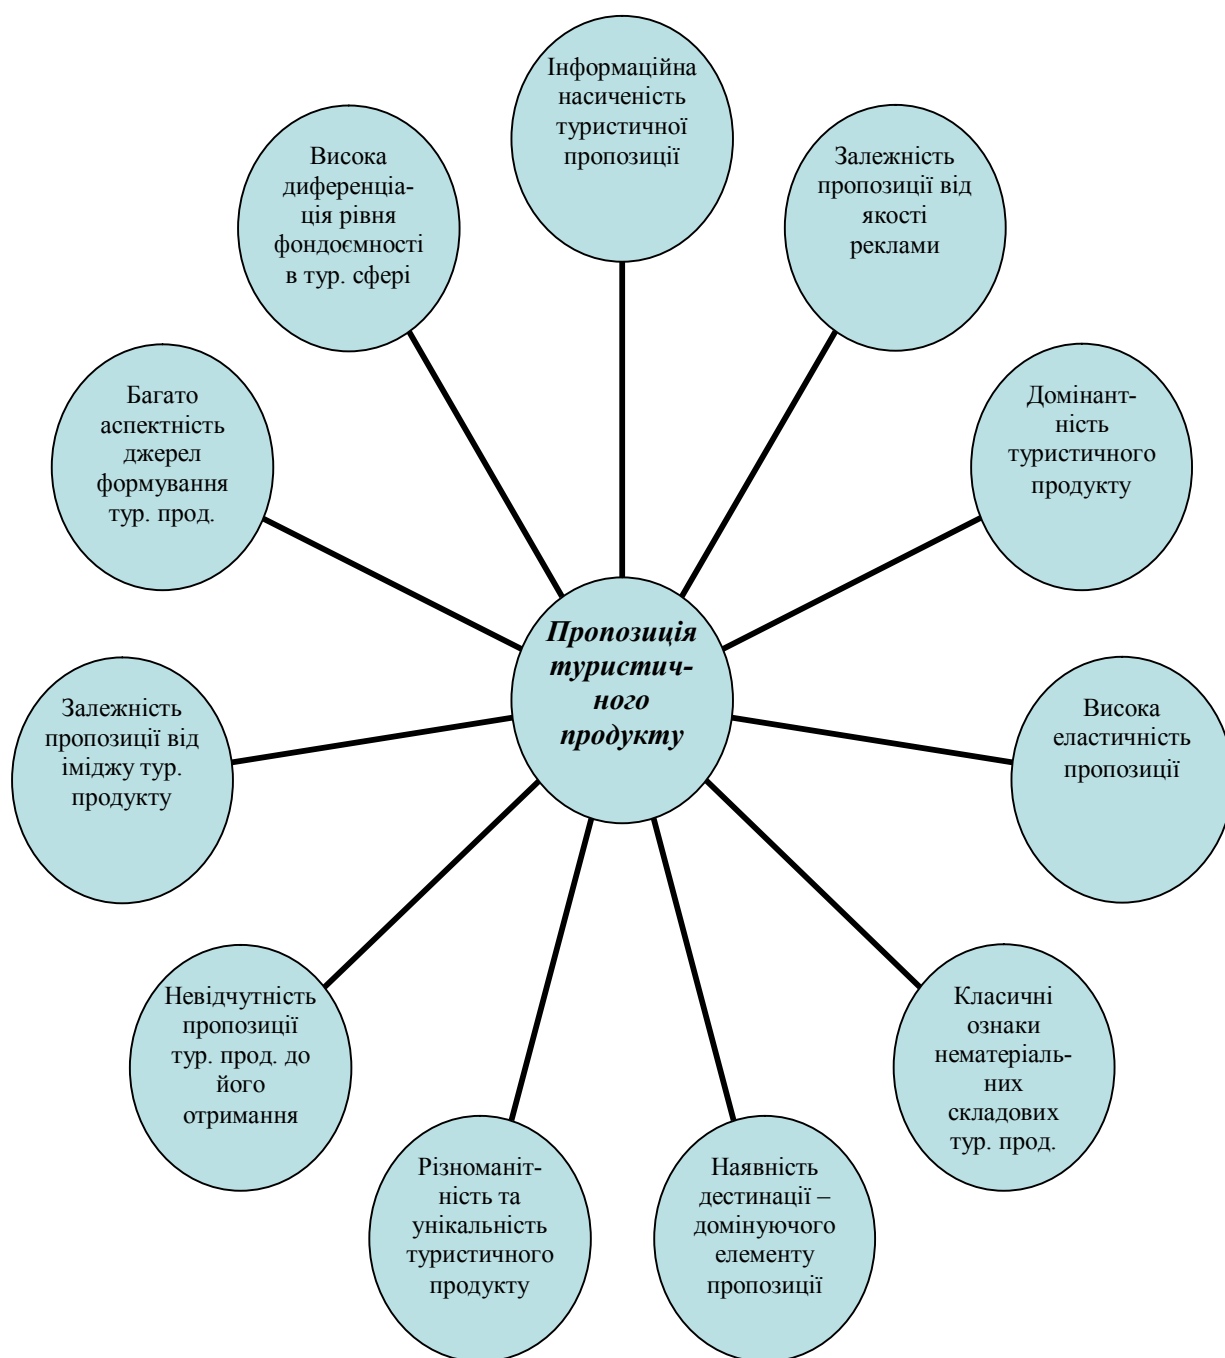 Інформаційна
насиченість
туристичної
пропозиції
Залежність
пропозиції від
якості
реклами
Домінант-
ність
туристичного
продукту
Висока
еластичність
пропозиції
Класичні
ознаки
нематеріаль-
них
складових
тур. прод.
Наявність
дестинації –
домінуючого
елементу
пропозиції
Різноманіт-
ність та
унікальність
туристичного
продукту
Невідчутність
пропозиції
тур. прод. до
його
отримання
Залежність
пропозиції від
іміджу тур.
продукту
Багато
аспектність
джерел
формування
тур. прод.
Висока
диференціа-
ція рівня
фондоємності
в тур. сфері
Пропозиція
туристич-
ного
продукту